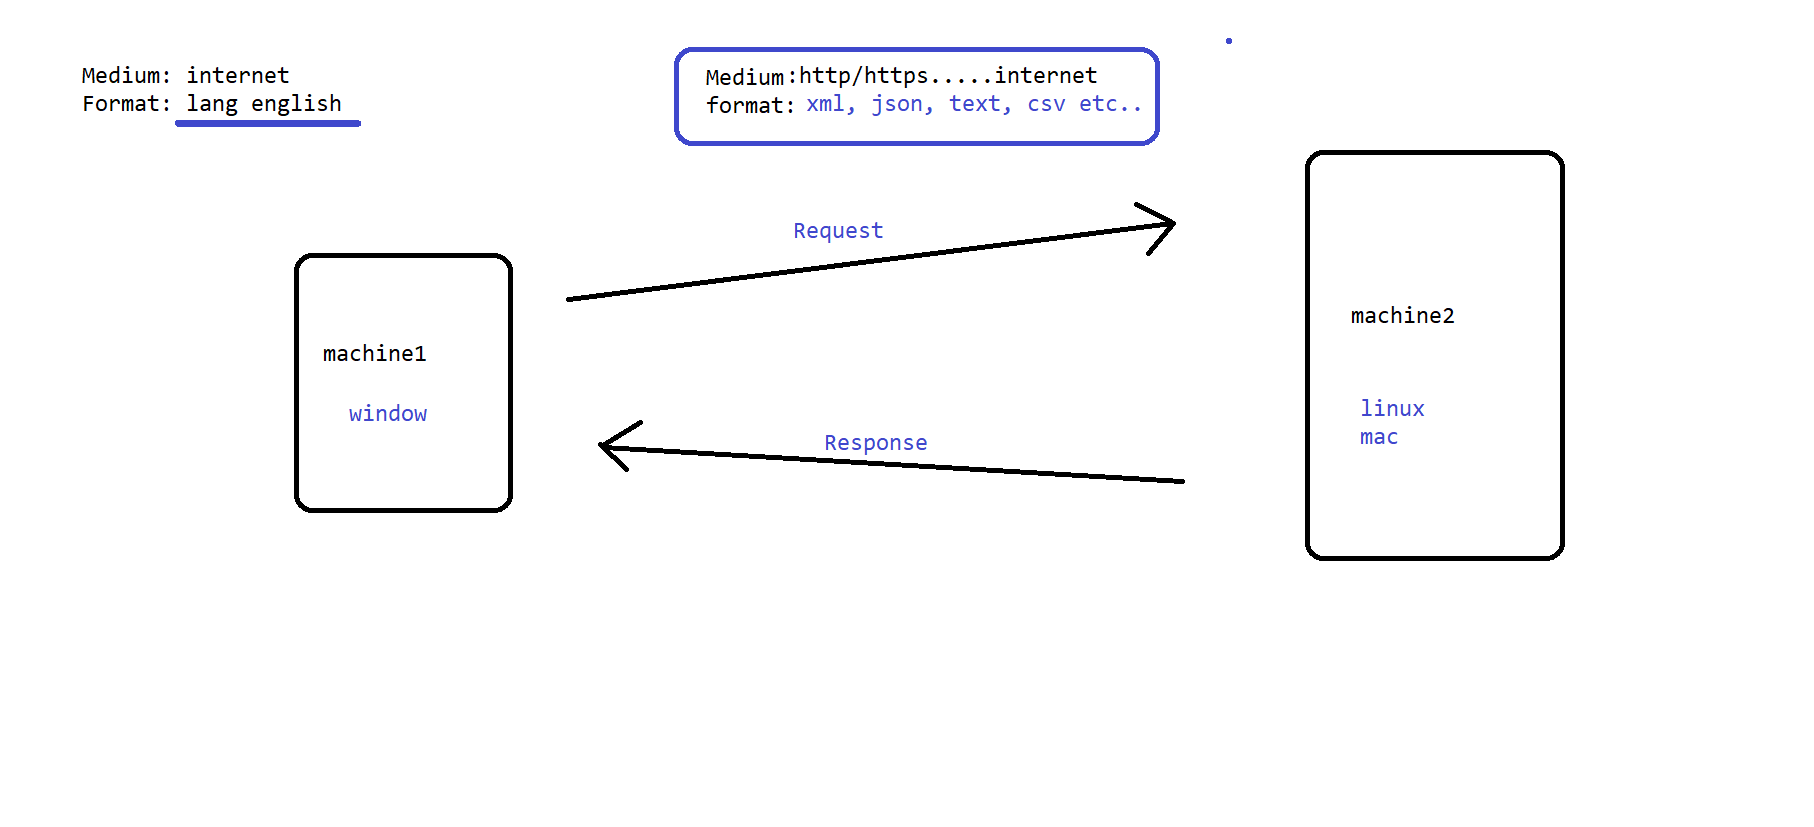 Medium: internet
Format: lang english
Medium:http/https.....internet
format: xml, json, text, csv etc..
Request
machine1
window
Response
machine2
linux
mac